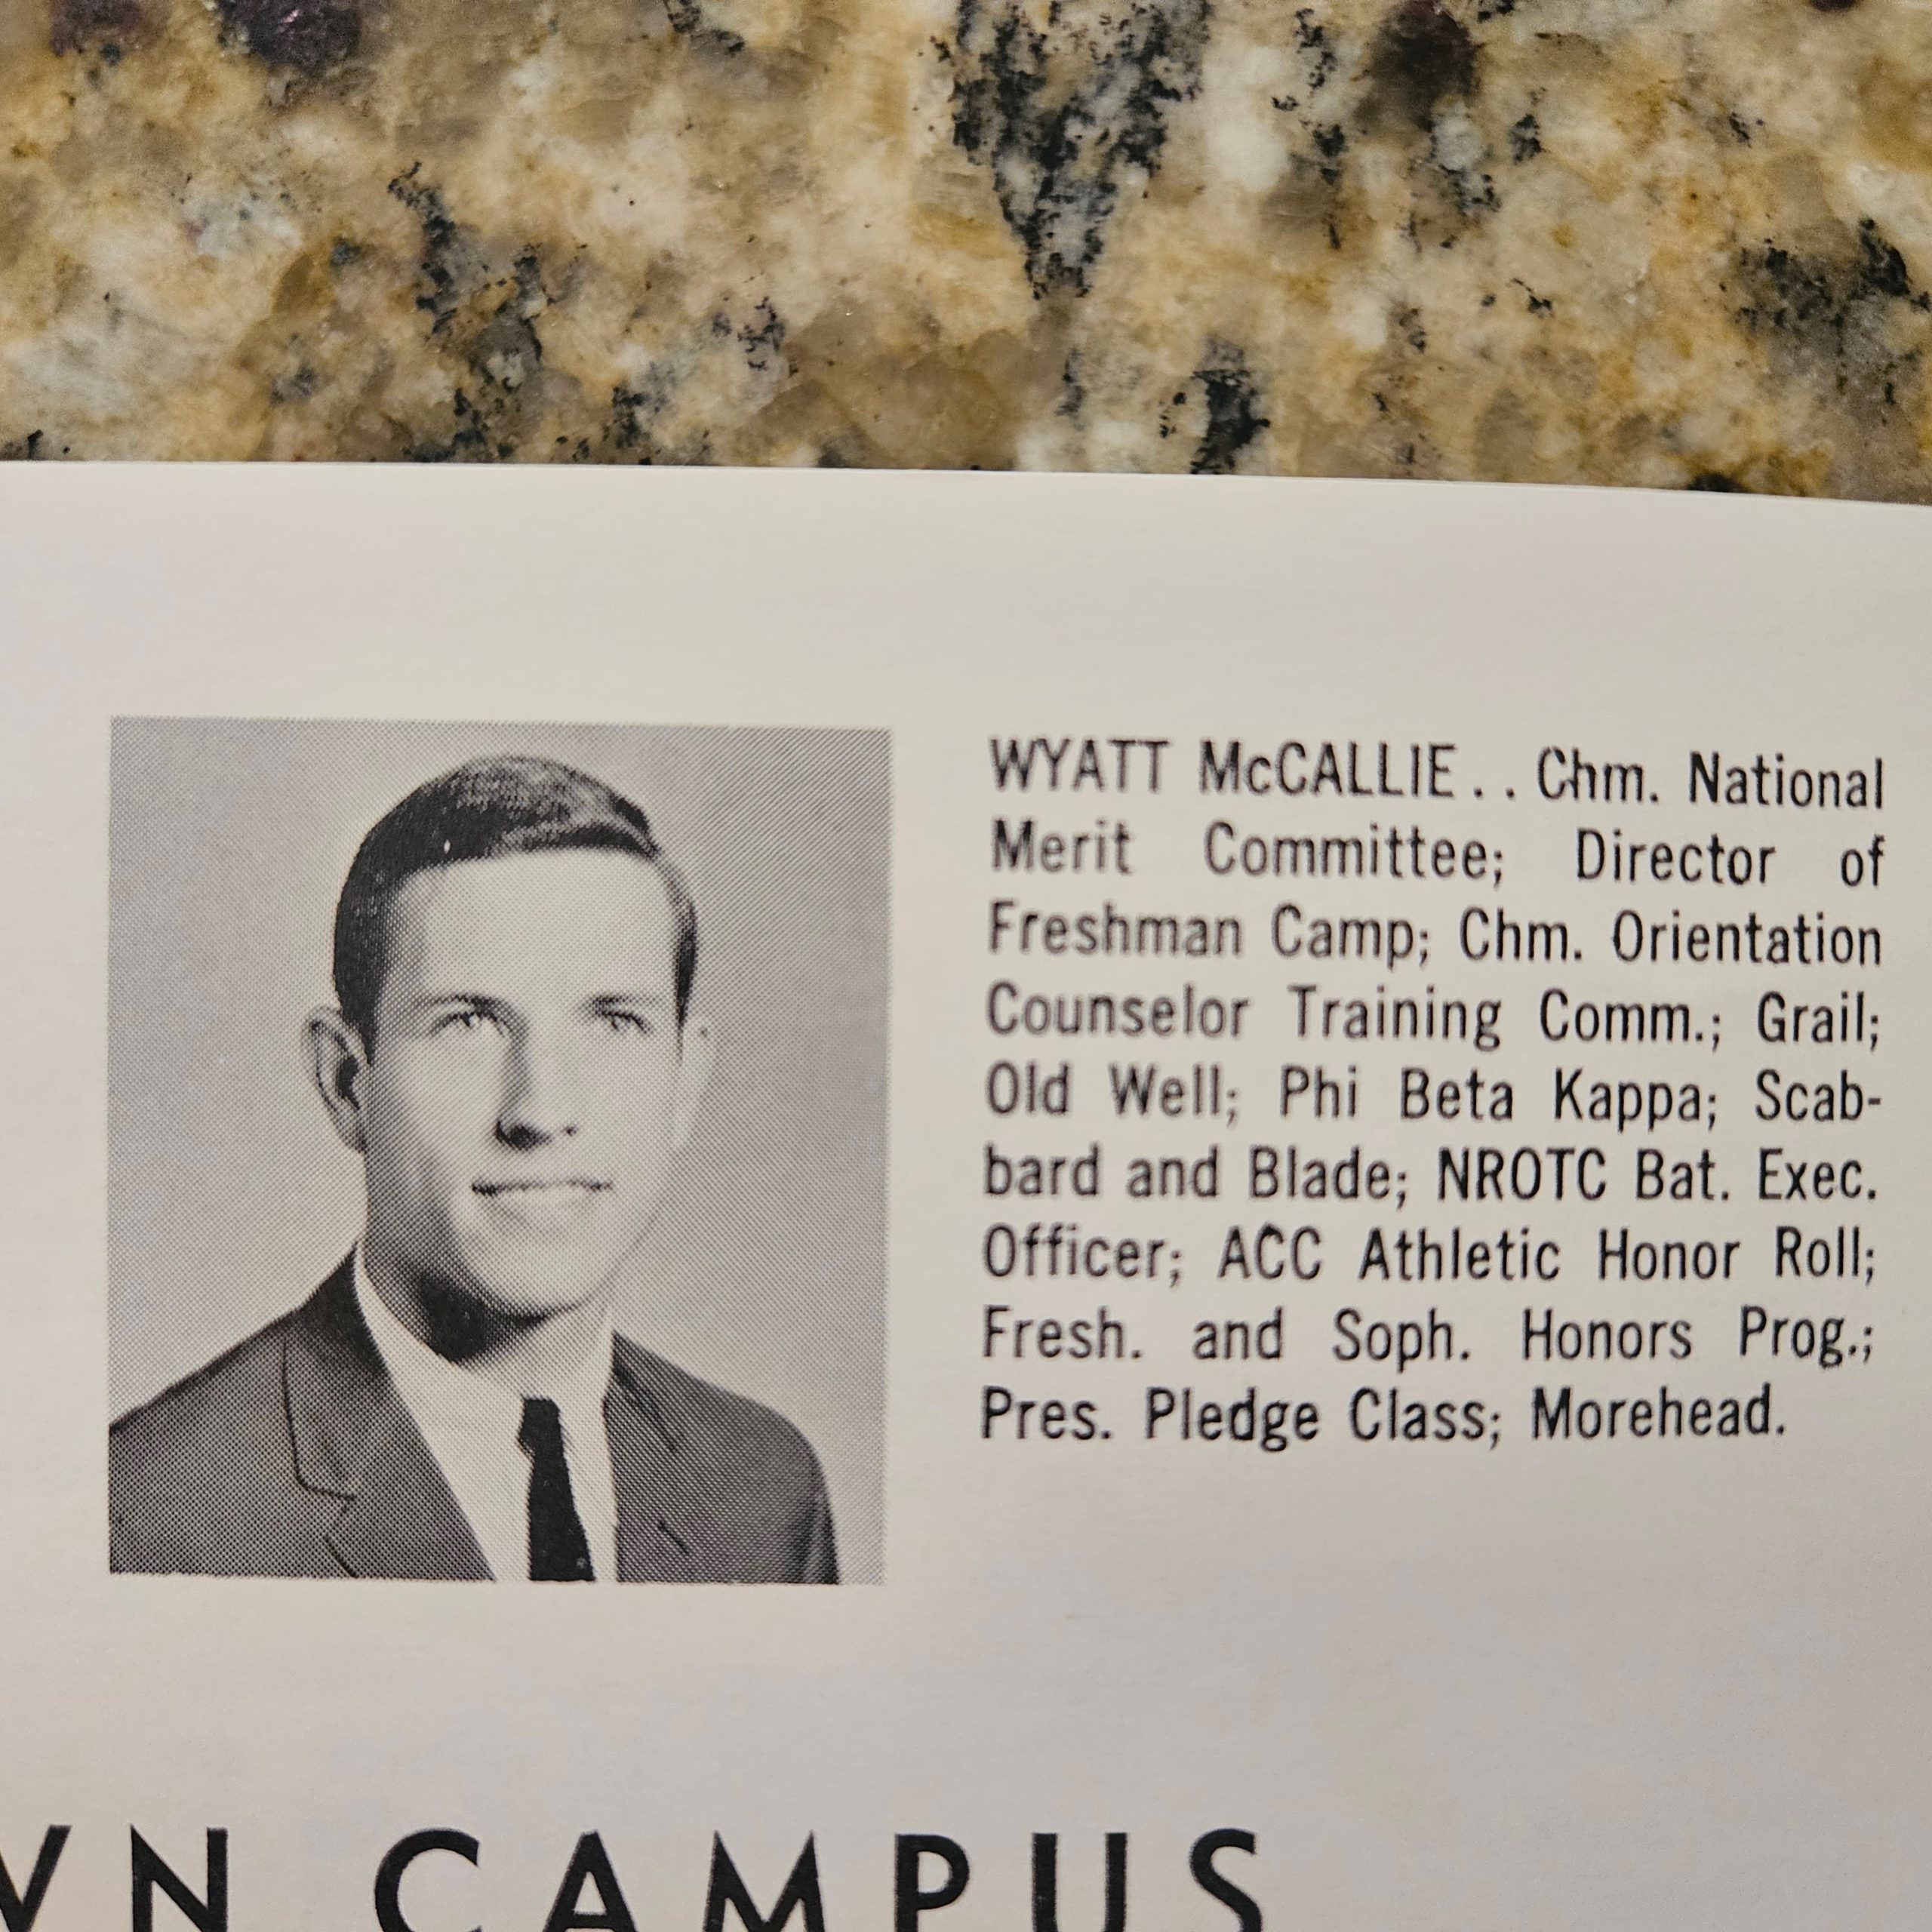 WYATT McCALLIE . . Chm. National
Merit Committee; Director of
Freshman Camp; Chm. Orientation
Counselor Training Comm.; Grail;
Old Well; Phi Beta Kappa; Scab-
bard and Blade; NROTC Bat. Exec.
Officer; ACC Athletic Honor Roll;
Fresh. and Soph. Honors Prog.;
Pres. Pledge Class; Morehead.
WN CAMPUS